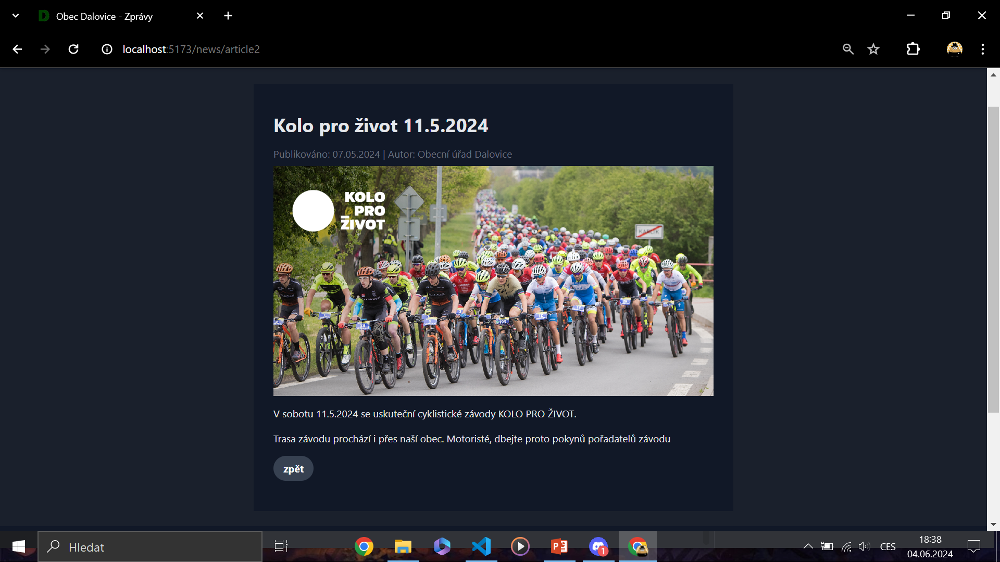 Obec Dalovice - Zprávy
localhost:5173/news/article2
Kolo pro život 11.5.2024
Publikováno: 07.05.2024 | Autor: Obecní úřad Dalovice
KOLO
PRO
ŽIVOT
V sobotu 11.5.2024 se uskuteční cyklistické závody KOLO PRO ŽIVOT.
Trasa závodu prochází i přes naší obec. Motoristé, dbejte proto pokynů pořadatelů závodu
zpět
Hledat
1
CES
18:38
04.06.2024